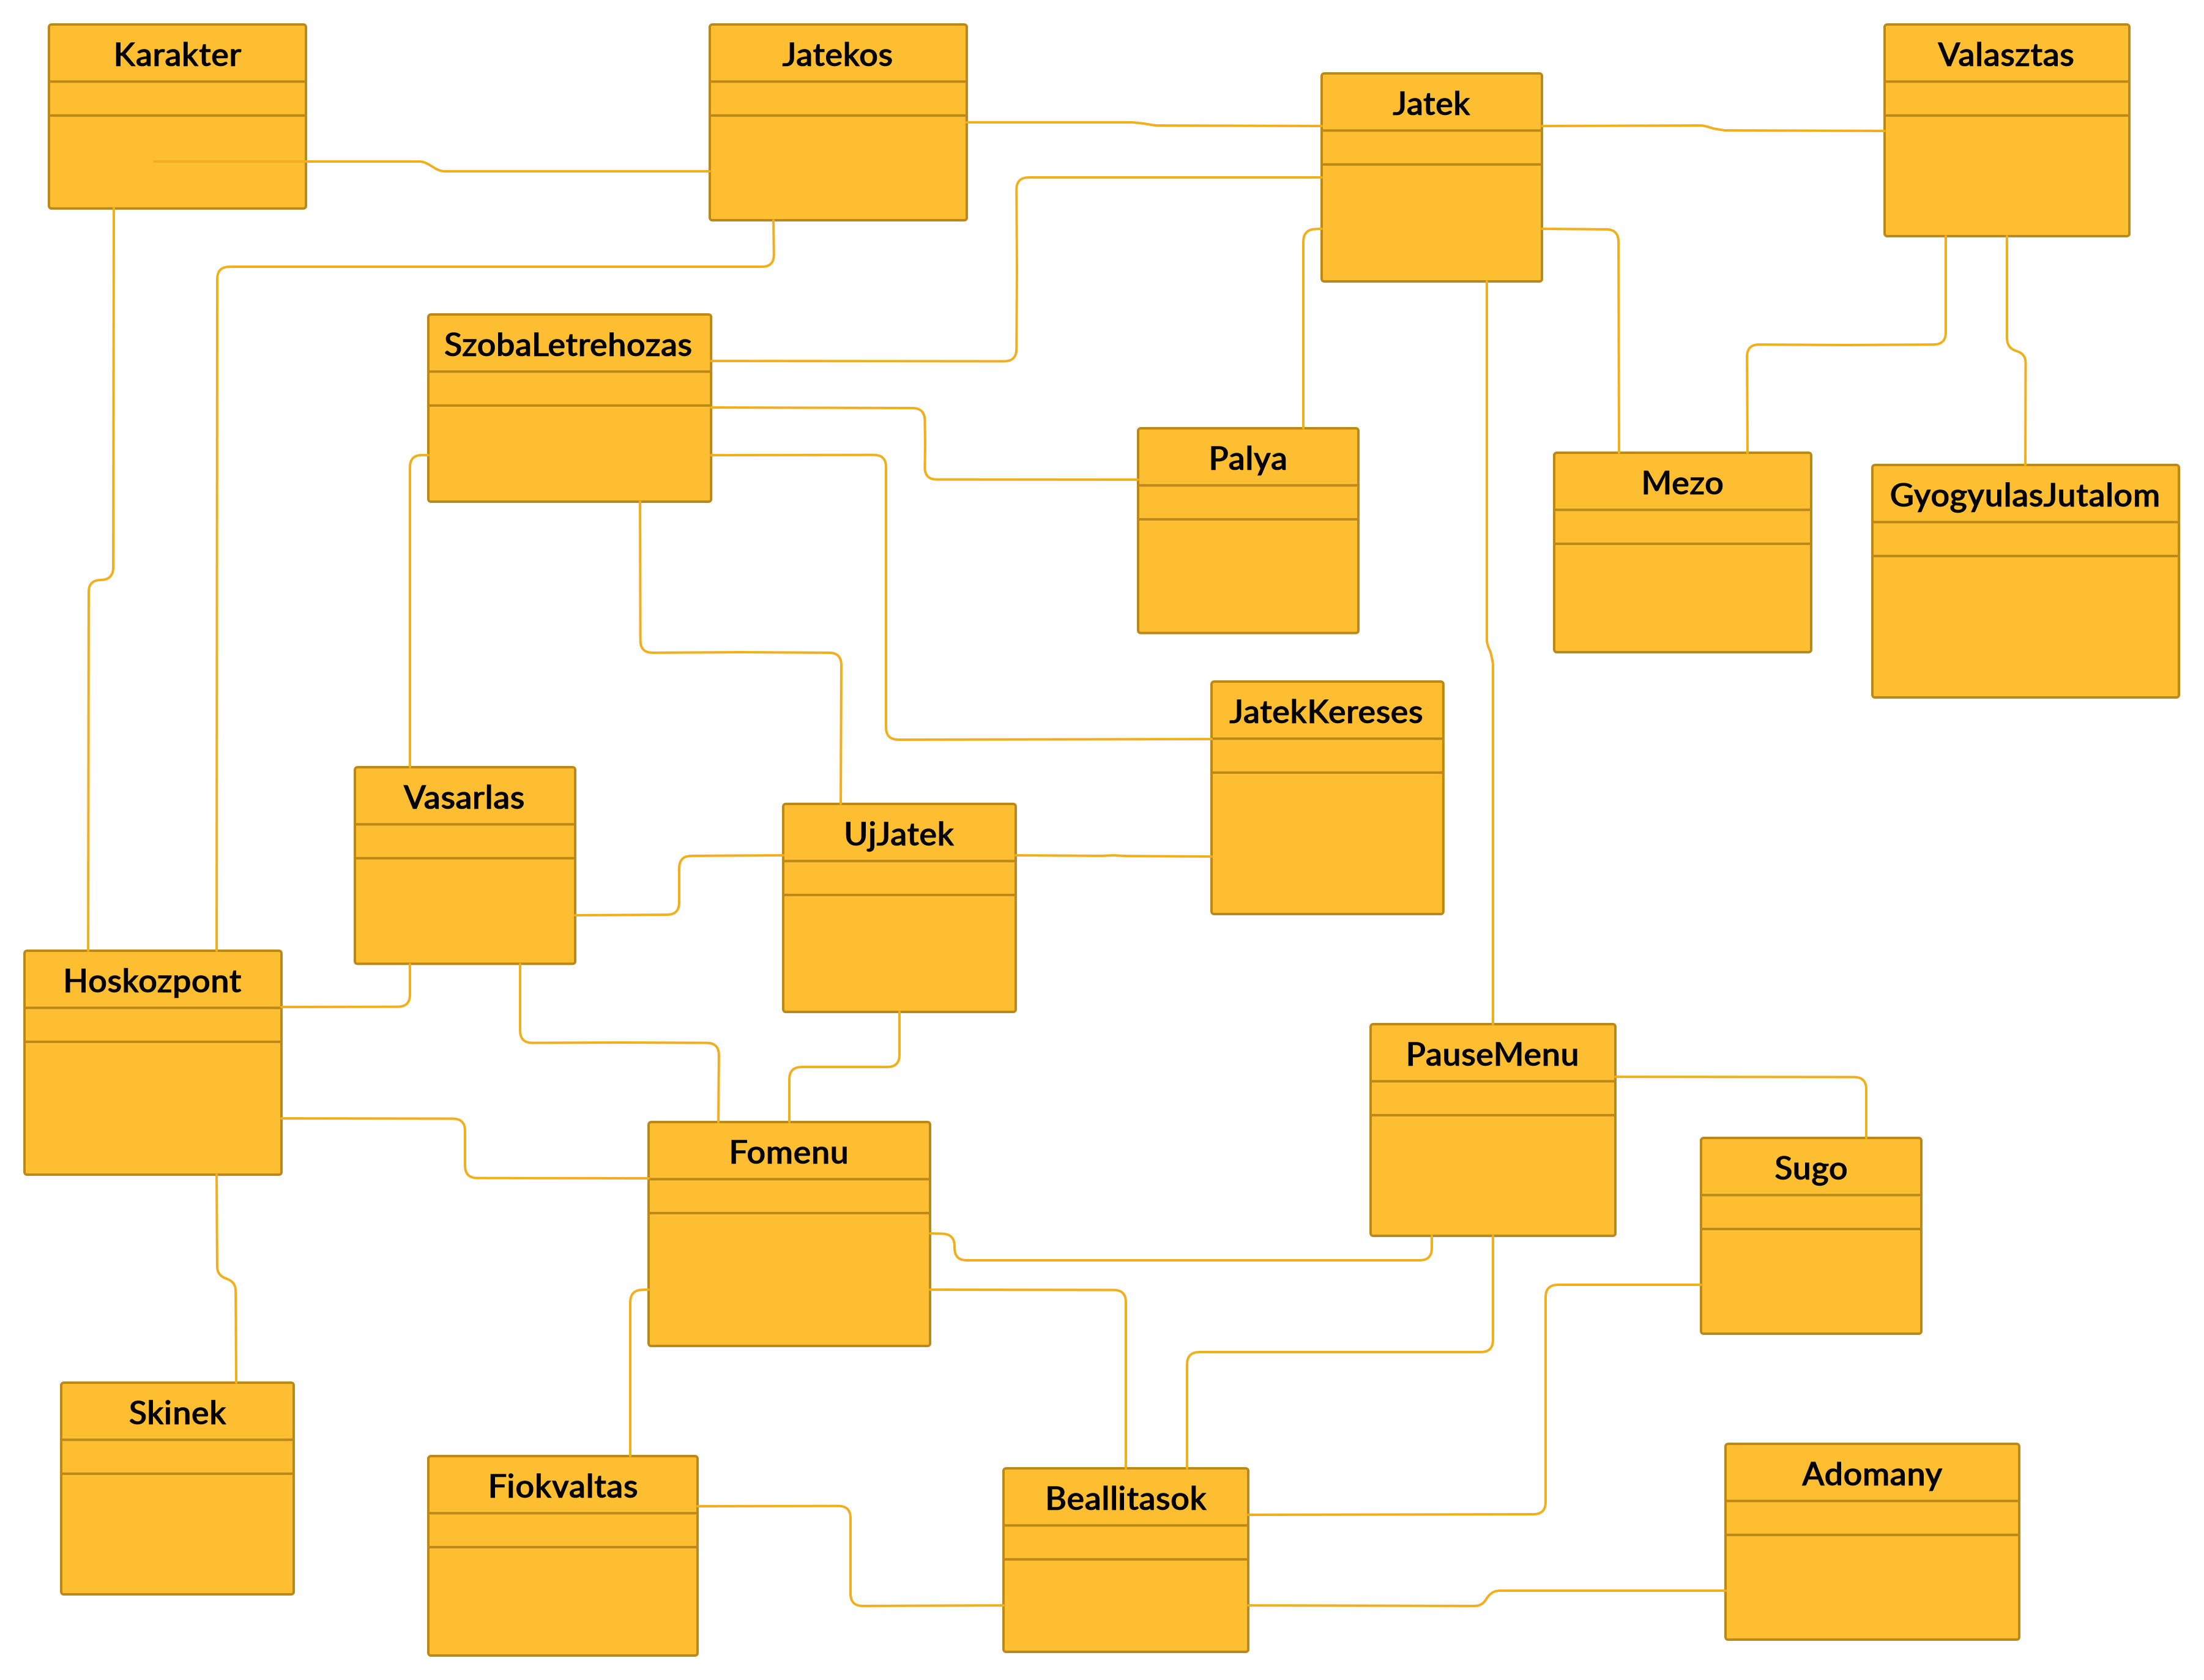 Karakter
Jatekos
Jatek
Valasztas
SzobaLetrehozas
Palya
Mezo
GyogyulasJutalom
JatekKereses
Vasarlas
UjJatek
Hoskozpont
PauseMenu
Fomenu
Sugo
Skinek
Fiokvaltas
Beallitasok
Adomany